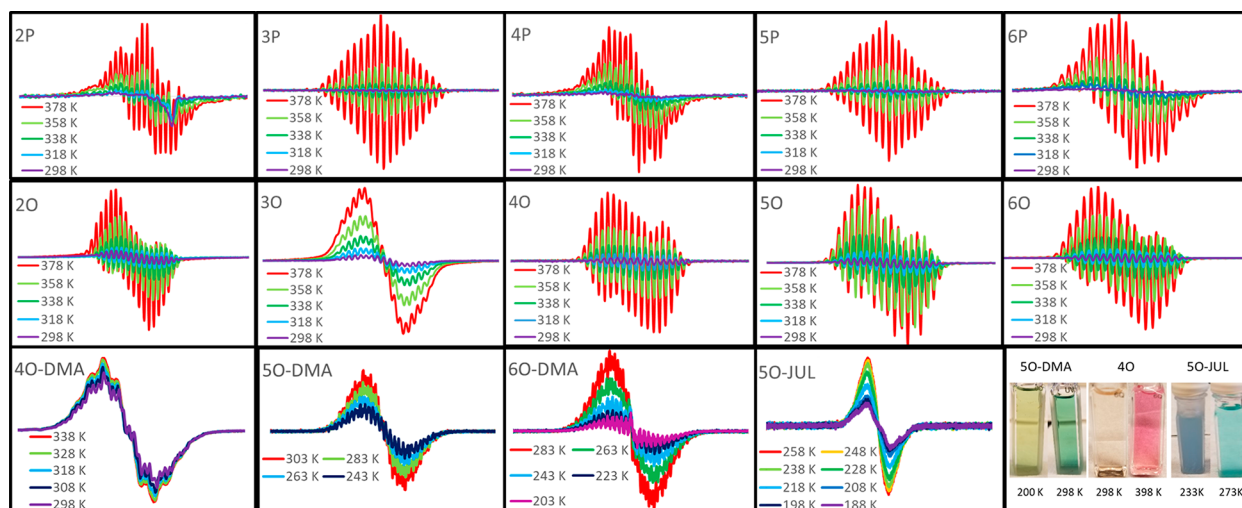 2P
378 K
358 K
338 K
318 K
298 K
3P
378 K
358 K
338 K
318 K
298 K
4P
378 K
358 K
338 K
318 K
298 K
5P
378 K
358 K
338 K
318 K
298 K
6P
378 K
358 K
338 K
318 K
298 K
2O
378 K
358 K
338 K
318 K
298 K
3O
378 K
358 K
338 K
318 K
298 K
4O
378 K
358 K
338 K
318 K
298 K
5O
378 K
358 K
338 K
318 K
298 K
6O
378 K
358 K
338 K
318 K
298 K
4O-DMA
338 K
328 K
318 K
308 K
298 K
5O-DMA
303 K 283 K
263 K 243 K
6O-DMA
283 K 263 K
243 K 223 K
203 K
5O-JUL
258 K 248 K
238 K 228 K
218 K 208 K
198 K 188 K
5O-DMA 4O 5O-JUL
200 K 298 K 298 K 398 K 233K 273K